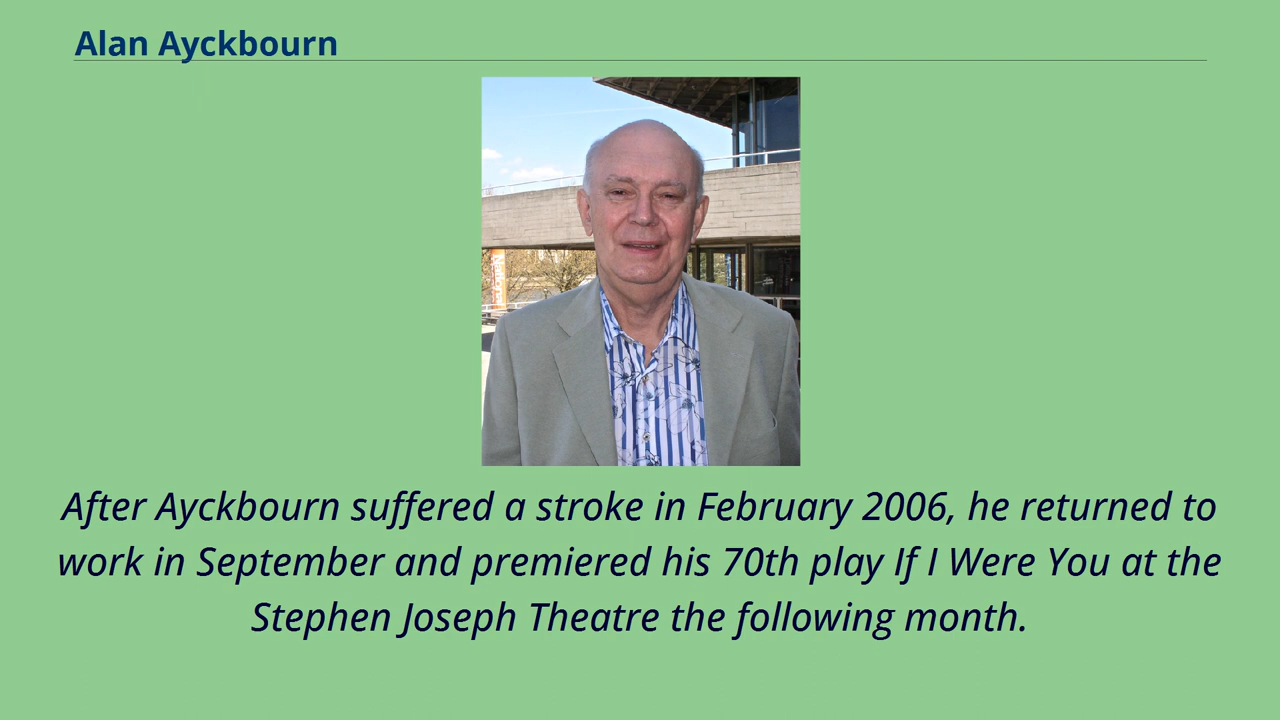 Alan Ayckbourn
After Ayckbourn suffered a stroke in February 2006, he returned to
work in September and premiered his 70th play If I Were You at the
Stephen Joseph Theatre the following month.